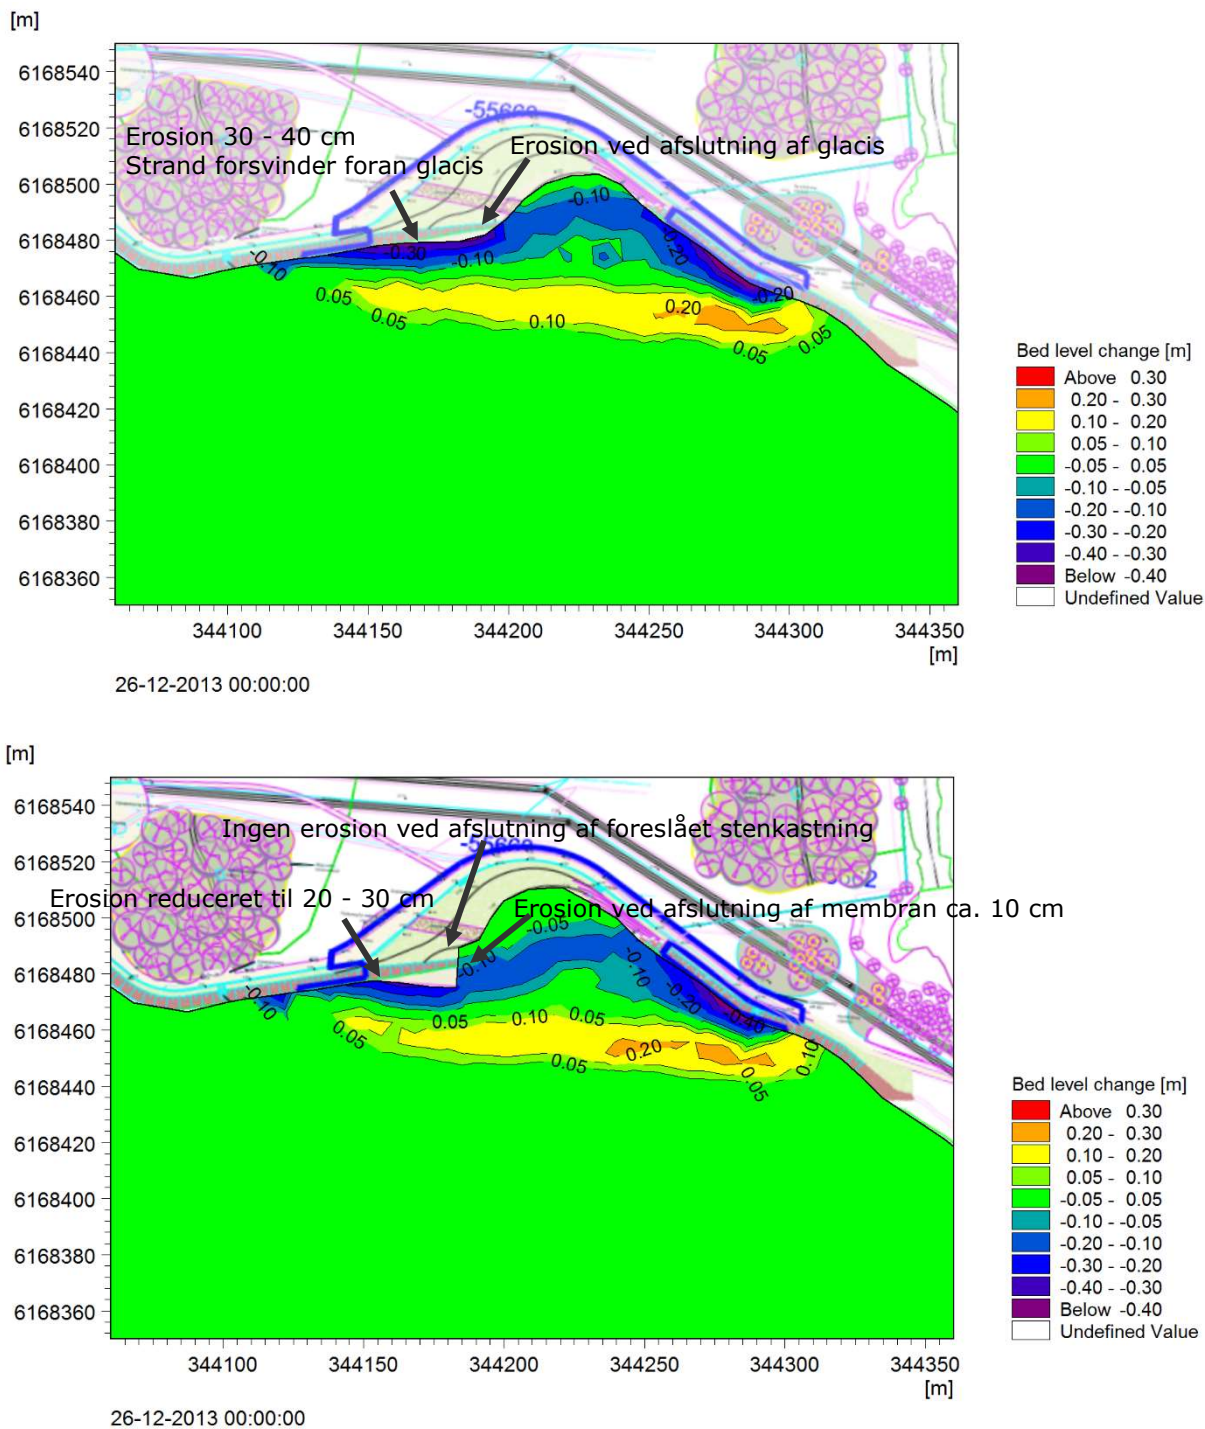 [m]
6168540
6168520
6168500
6168480
6168460
6168440
6168420
6168400
6168380
6168360
-55660
Erosion 30 - 40 cm
Strand forsvinder foran glacis
Erosion ved afslutning af glacis
-0.10
-0.10
-0.30
-0.10
-0.20
-0.20
0.05
0.05
0.10
0.20
0.05
0.05
344100 344150 344200 344250 344300 344350
[m]
26-12-2013 00:00:00
Bed level change [m]
Above 0.30
0.20 - 0.30
0.10 - 0.20
0.05 - 0.10
-0.05 - 0.05
-0.10 - -0.05
-0.20 - -0.10
-0.30 - -0.20
-0.40 - -0.30
Below -0.40
Undefined Value
[m]
6168540
6168520
6168500
6168480
6168460
6168440
6168420
6168400
6168380
6168360
Ingen erosion ved afslutning af foreslået stenkastning
-55660
Erosion reduceret til 20 - 30 cm
Erosion ved afslutning af membran ca. 10 cm
-0.05
-0.10
-0.10
-0.10
-0.20
-0.40
0.05
0.05
0.10
0.05
0.05
0.20
0.05
0.10
344100 344150 344200 344250 344300 344350
[m]
26-12-2013 00:00:00
Bed level change [m]
Above 0.30
0.20 - 0.30
0.10 - 0.20
0.05 - 0.10
-0.05 - 0.05
-0.10 - -0.05
-0.20 - -0.10
-0.30 - -0.20
-0.40 - -0.30
Below -0.40
Undefined Value